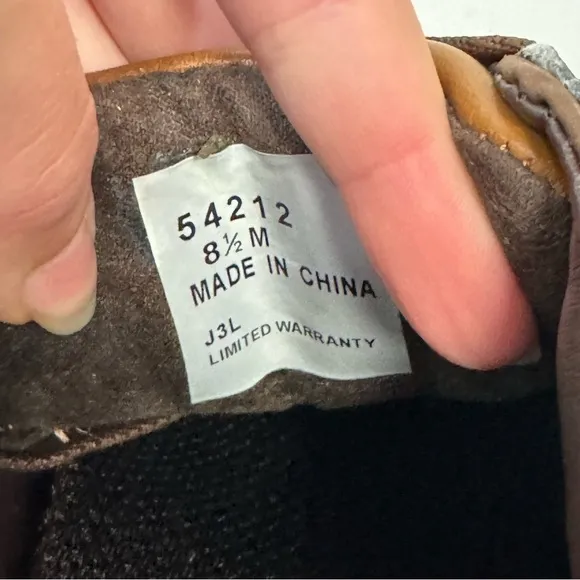 54212
8½ M
MADE IN CHINA
J3L
LIMITED WARRANTY